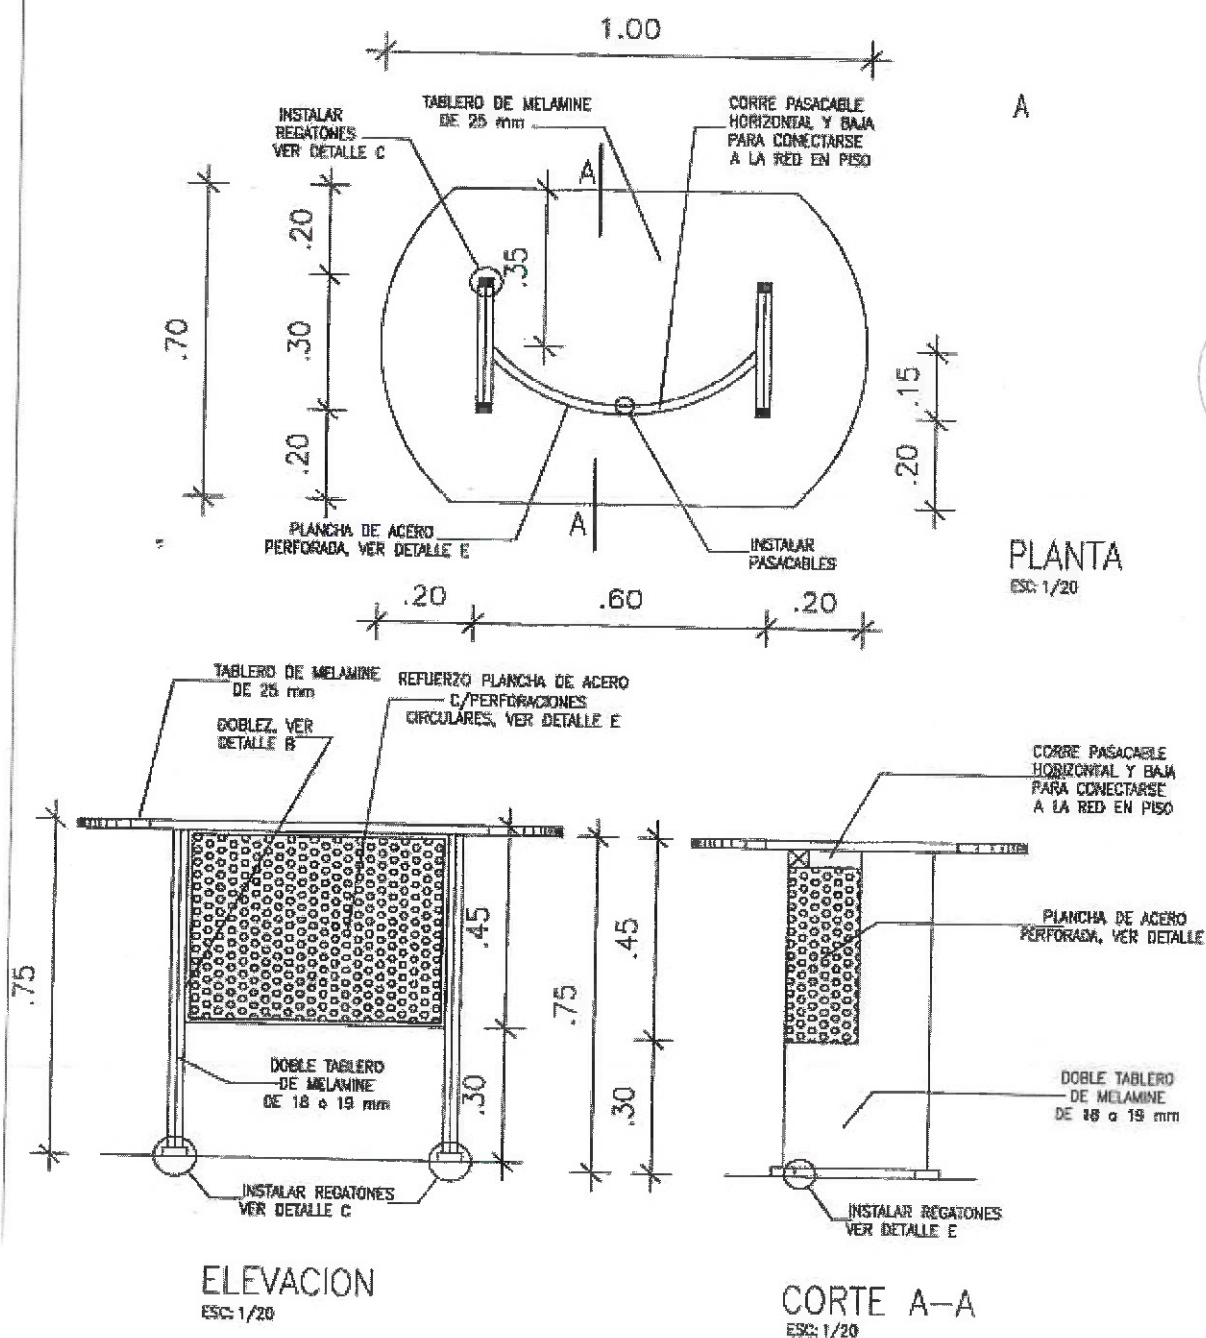 1.00
INSTALAR
REGATONES
VER DETALLE C
TABLERO DE MELAMINE
DE 25 mm
CORRE PASACABLE
HORIZONTAL Y BAJA
PARA CONECTARSE
A LA RED EN PISO
A
A
.20
.35
.70
.30
.15
.20
.20
A
PLANCHA DE ACERO
PERFORADA, VER DETALLE E
INSTALAR
PASACABLES
PLANTA
ESC: 1/20
.20
.60
.20
TABLERO DE MELAMINE
DE 25 mm
REFUERZO PLANCHA DE ACERO
C/PERFORACIONES
CIRCULARES, VER DETALLE E
DOBLEZ, VER
DETALLE B
CORRE PASACABLE
HORIZONTAL Y BAJA
PARA CONECTARSE
A LA RED EN PISO
.75
.45
.75
.45
PLANCHA DE ACERO
PERFORADA, VER DETALLE
DOBLE TABLERO
DE MELAMINE
DE 18 o 19 mm
.30
.30
DOBLE TABLERO
DE MELAMINE
DE 18 o 19 mm
INSTALAR REGATONES
VER DETALLE C
INSTALAR REGATONES
VER DETALLE E
ELEVACION
ESC: 1/20
CORTE A-A
ESC: 1/20